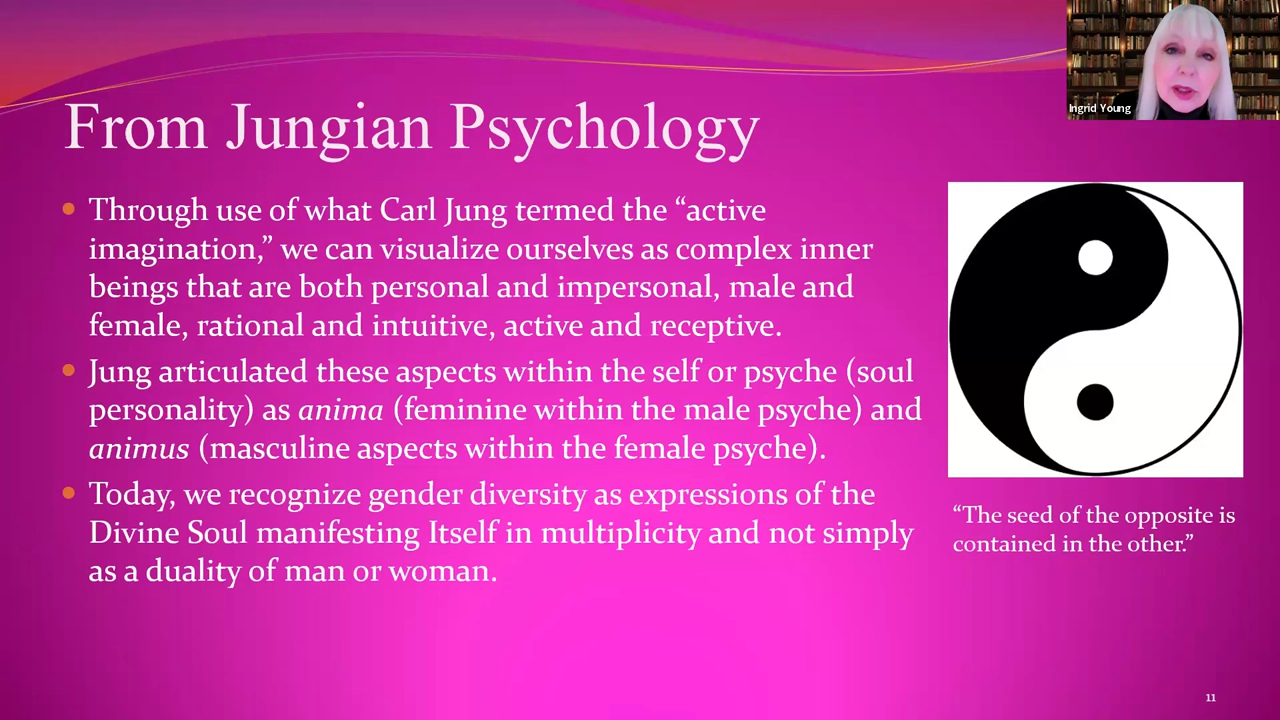 Ingrid Young
From Jungian Psychology
• Through use of what Carl Jung termed the “active
imagination,” we can visualize ourselves as complex inner
beings that are both personal and impersonal, male and
female, rational and intuitive, active and receptive.
• Jung articulated these aspects within the self or psyche (soul
personality) as anima (feminine within the male psyche) and
animus (masculine aspects within the female psyche).
• Today, we recognize gender diversity as expressions of the
Divine Soul manifesting Itself in multiplicity and not simply
as a duality of man or woman.
“The seed of the opposite is
contained in the other.”
11